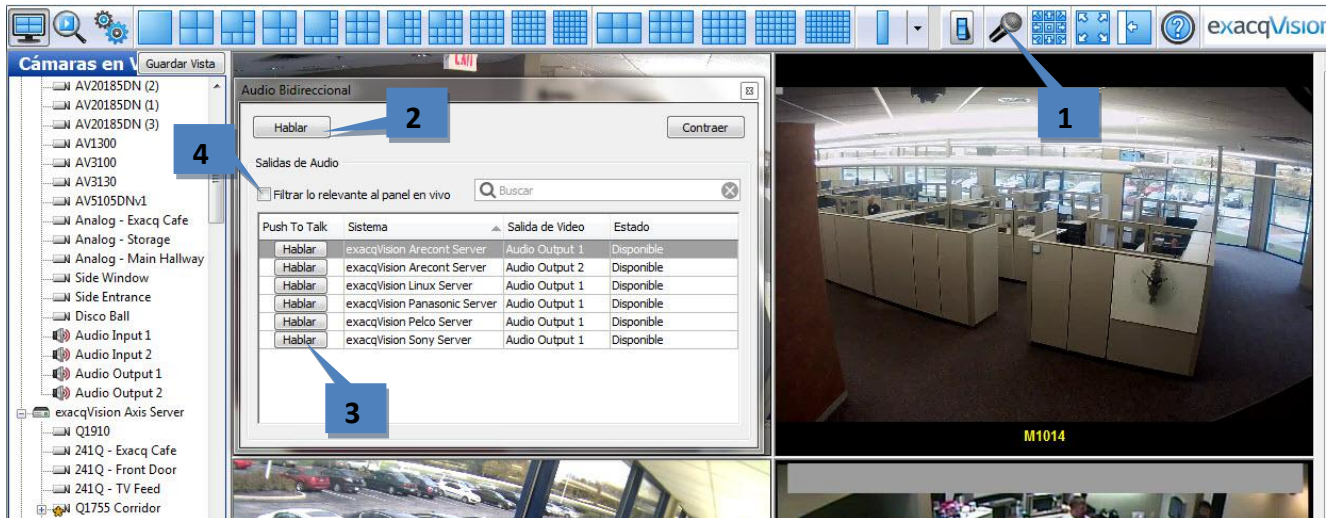 exacqVision
1
Cámaras en V
Guardar Vista
AV20185DN (2)
AV20185DN (1)
AV20185DN (3)
AV1300
AV3100
AV3130
AV5105DNv1
Analog - Exacq Cafe
Analog - Storage
Analog - Main Hallway
Side Window
Side Entrance
Disco Ball
Audio Input 1
Audio Input 2
Audio Output 1
Audio Output 2
exacqVision Axis Server
Q1910
241Q - Exacq Cafe
241Q - Front Door
241Q - TV Feed
Q1755 Corridor
EXIT
Audio Bidireccional
Hablar
2
Contraer
4
Salidas de Audio
Filtrar lo relevante al panel en vivo
Buscar
Push To Talk Sistema Salida de Video Estado
Hablar exacqVision Arecont Server Audio Output 1 Disponible
Hablar exacqVision Arecont Server Audio Output 2 Disponible
Hablar exacqVision Linux Server Audio Output 1 Disponible
Hablar exacqVision Panasonic Server Audio Output 1 Disponible
Hablar exacqVision Pelco Server Audio Output 1 Disponible
Hablar exacqVision Sony Server Audio Output 1 Disponible
3
M1014